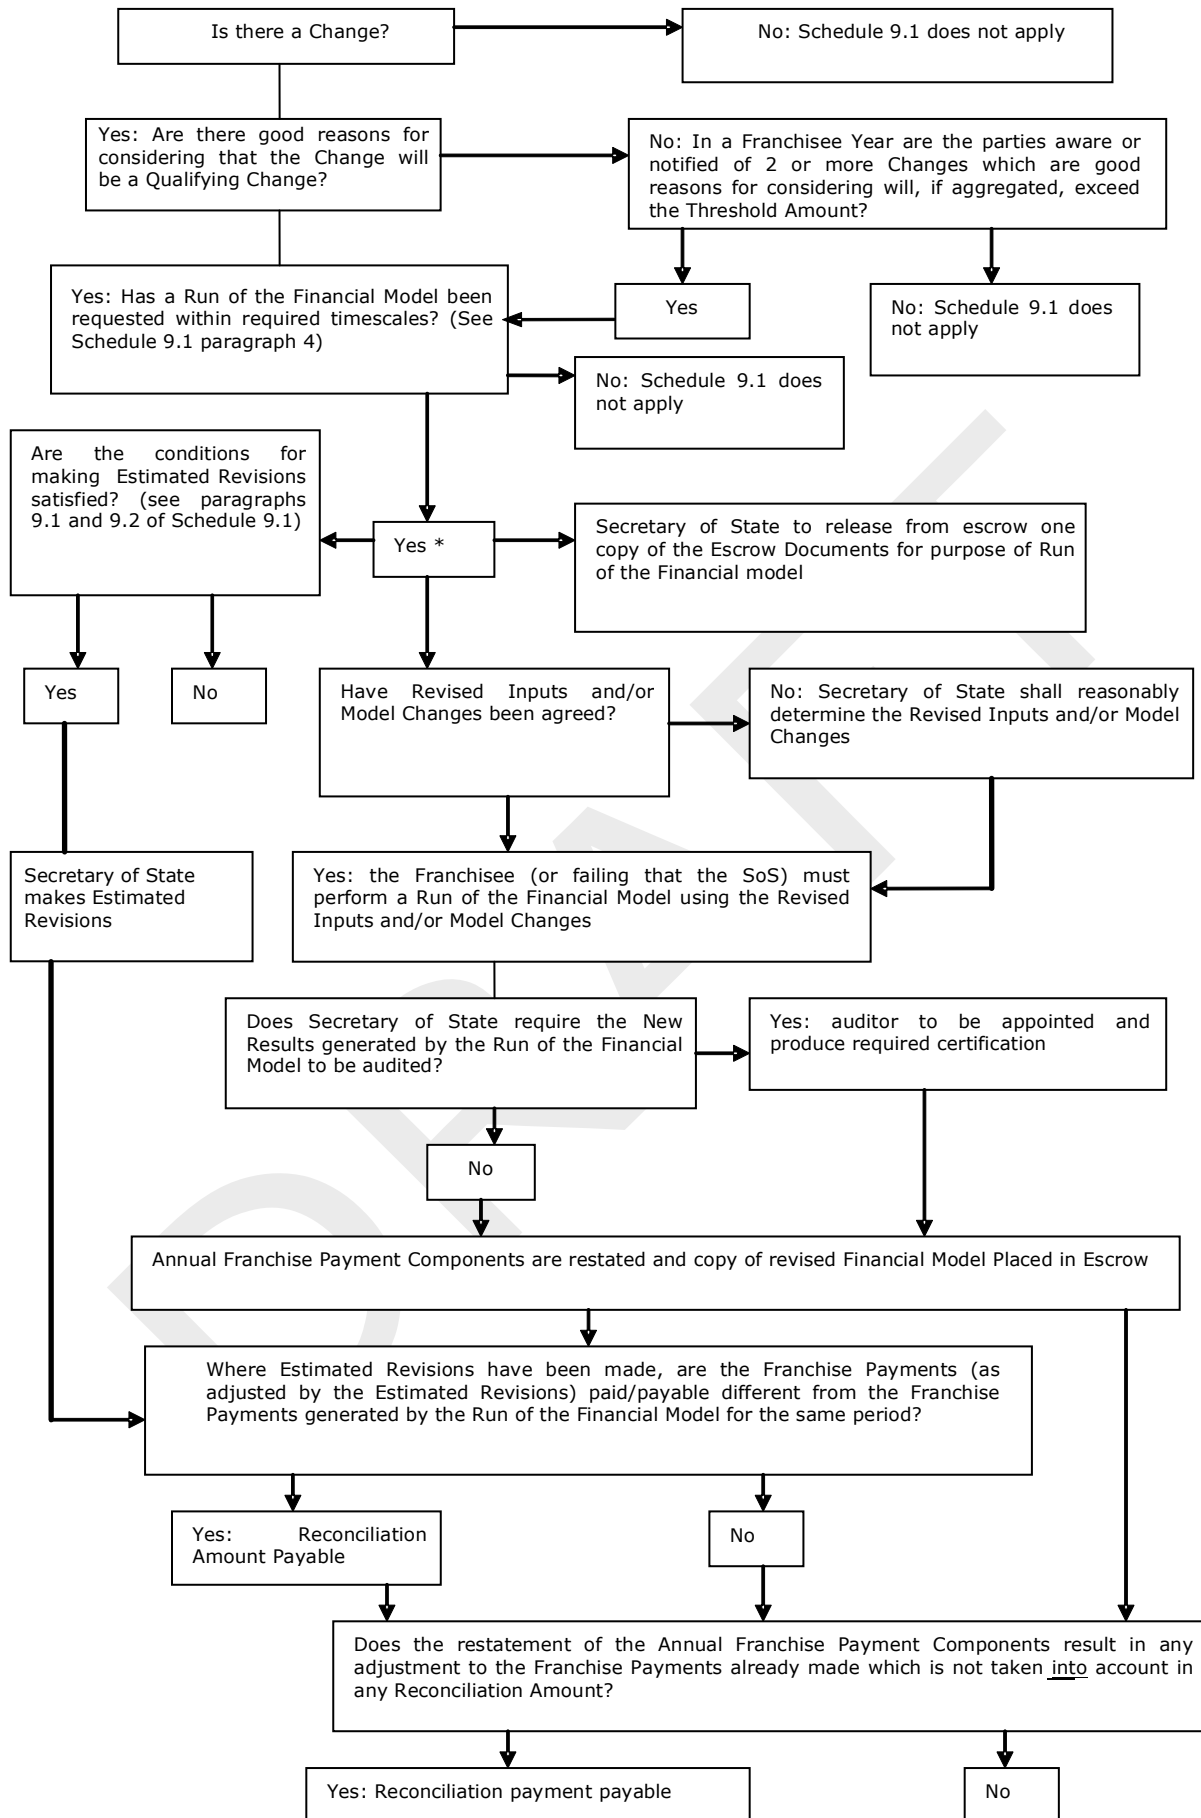 Is there a Change?
No: Schedule 9.1 does not apply
Yes: Are there good reasons for
considering that the Change will
be a Qualifying Change?
No: In a Franchisee Year are the parties aware or
notified of 2 or more Changes which are good
reasons for considering will, if aggregated, exceed
the Threshold Amount?
Yes: Has a Run of the Financial Model been
requested within required timescales? (See
Schedule 9.1 paragraph 4)
Yes
No: Schedule 9.1 does
not apply
No: Schedule 9.1 does
not apply
Are the conditions for
making Estimated Revisions
satisfied? (see paragraphs
9.1 and 9.2 of Schedule 9.1)
Yes *
Secretary of State to release from escrow one
copy of the Escrow Documents for purpose of Run
of the Financial model
Yes
No
Have Revised Inputs and/or
Model Changes been agreed?
No: Secretary of State shall reasonably
determine the Revised Inputs and/or Model
Changes
Secretary of State
makes Estimated
Revisions
Yes: the Franchisee (or failing that the SoS) must
perform a Run of the Financial Model using the Revised
Inputs and/or Model Changes
Does Secretary of State require the New
Results generated by the Run of the Financial
Model to be audited?
Yes: auditor to be appointed and
produce required certification
No
Annual Franchise Payment Components are restated and copy of revised Financial Model Placed in Escrow
Where Estimated Revisions have been made, are the Franchise Payments (as
adjusted by the Estimated Revisions) paid/payable different from the Franchise
Payments generated by the Run of the Financial Model for the same period?
Yes: Reconciliation
Amount Payable
No
Does the restatement of the Annual Franchise Payment Components result in any
adjustment to the Franchise Payments already made which is not taken into account in
any Reconciliation Amount?
Yes: Reconciliation payment payable
No
DRAFT